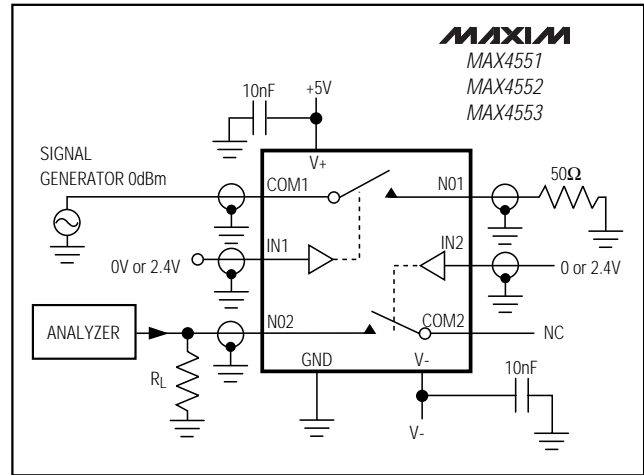 MAXIM
MAX4551
MAX4552
MAX4553
10nF
+5V
V+
SIGNAL
GENERATOR 0dBm
COM1
N01
50Ω
IN1
IN2
0V or 2.4V
0 or 2.4V
ANALYZER
N02
COM2
NC
RL
GND
V-
10nF
V-